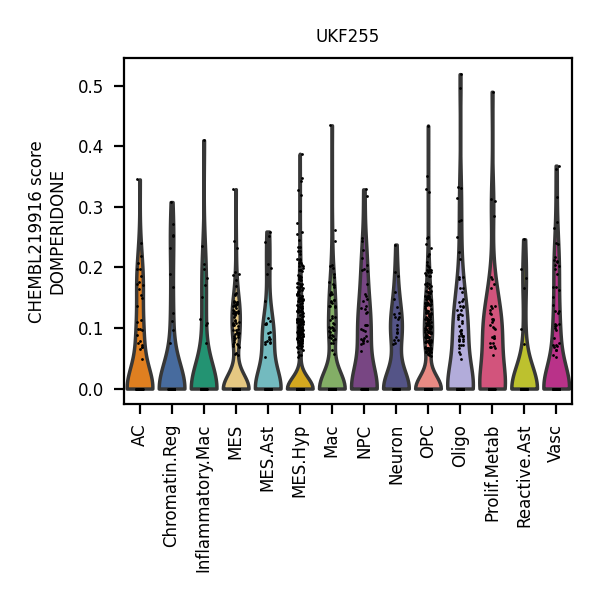 UKF255
CHEMBL219916 score
DOMPERIDONE
0.5
0.4
0.3
0.2
0.1
0.0
AC
Chromatin.Reg
Inflammatory.Mac
MES
MES.Ast
MES.Hyp
Mac
NPC
Neuron
OPC
Oligo
Prolif.Metab
Reactive.Ast
Vasc